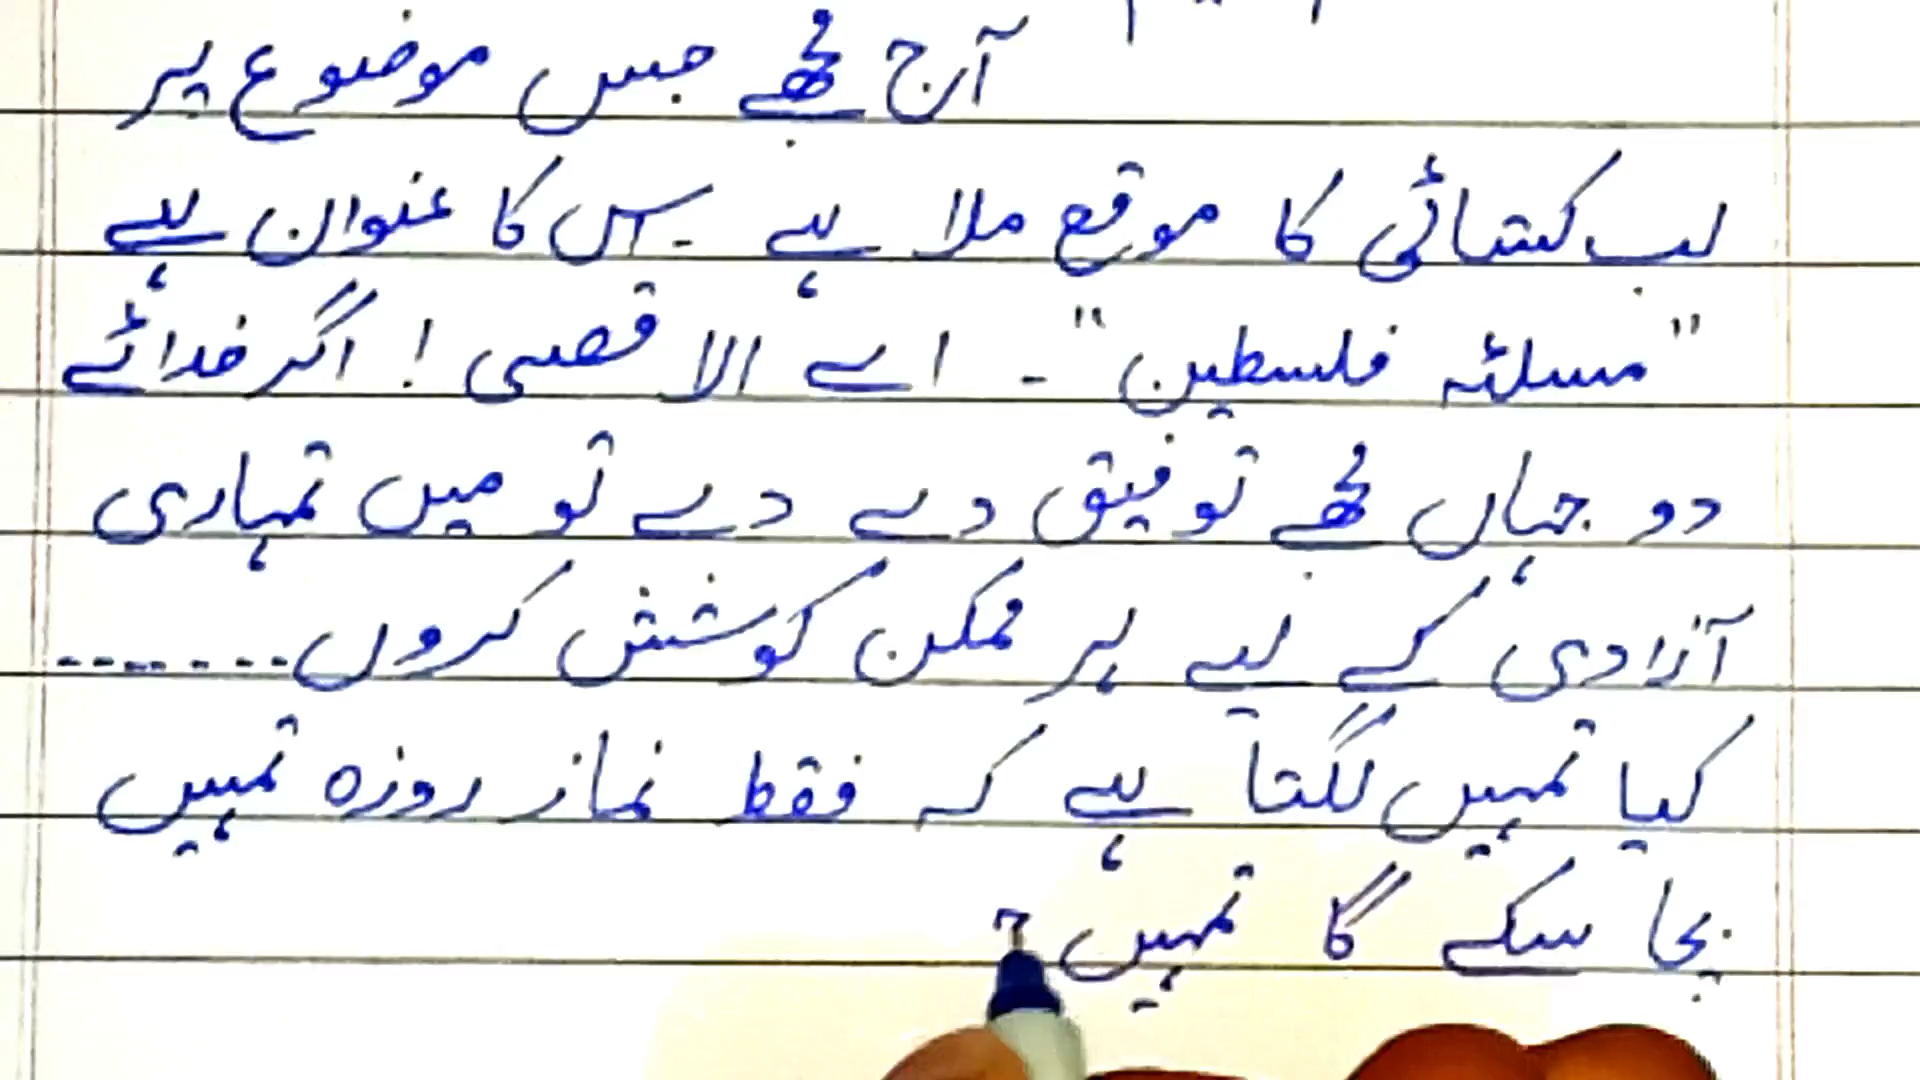 آج مجھے جس موضوع پر
لب کشائی کا موقع ملا ہے ۔ اس کا عنوان ہے
"مسلئہ فلسطین" ۔ اے الاقصی ! اگر خدائے
دو جہاں مجھے توفیق دے دے تو میں تمہاری
آزادی کے لیے ہر ممکن کوشش کروں۔۔۔۔۔۔۔
کیا تمہیں لگتا ہے کہ فقط نماز روزہ تمہیں
بچا سکے گا تمہیں